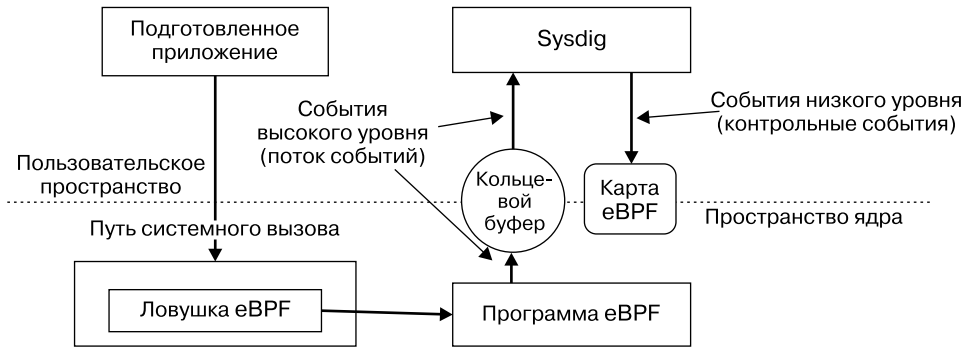 Подготовленное
приложение
Sysdig
События
высокого уровня
(поток событий)
События низкого уровня
(контрольные события)
Пользовательское
пространство
Кольце-
вой
буфер
Карта
eBPF
Пространство ядра
Путь системного вызова
Ловушка eBPF
Программа eBPF